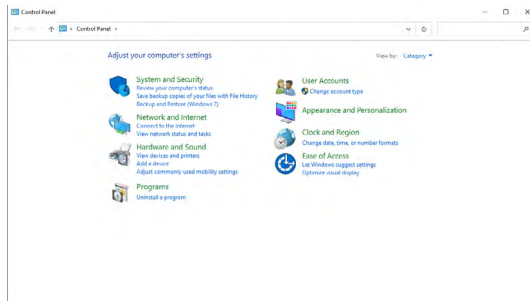 Control Panel
Control Panel
Adjust your computer's settings
View by: Category
System and Security
Review your computer's status
Save backup copies of your files with File History
Backup and Restore (Windows 7)
Network and Internet
Connect to the Internet
View network status and tasks
Hardware and Sound
View devices and printers
Add a device
Adjust commonly used mobility settings
Programs
Uninstall a program
User Accounts
Change account type
Appearance and Personalization
Clock and Region
Change date, time, or number formats
Ease of Access
Let Windows suggest settings
Optimize visual display